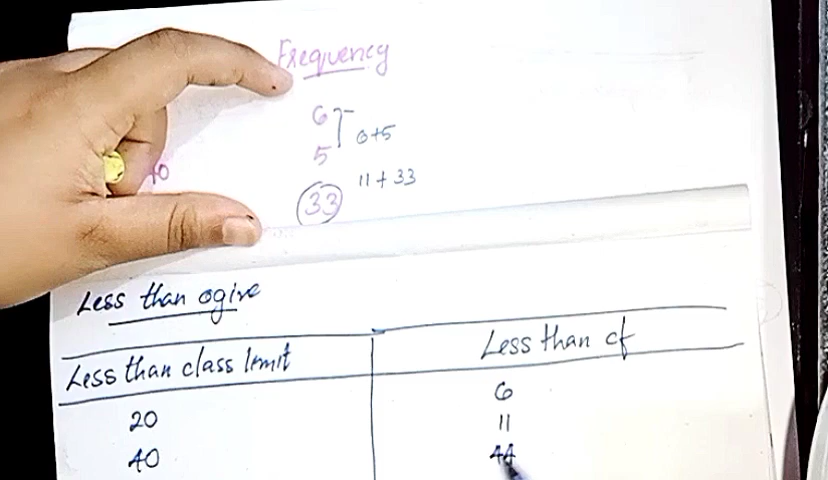 Frequency
6
6+5
5
40
11 + 33
33
Less than ogive
Less than class limit Less than cf
6
20 11
40 44